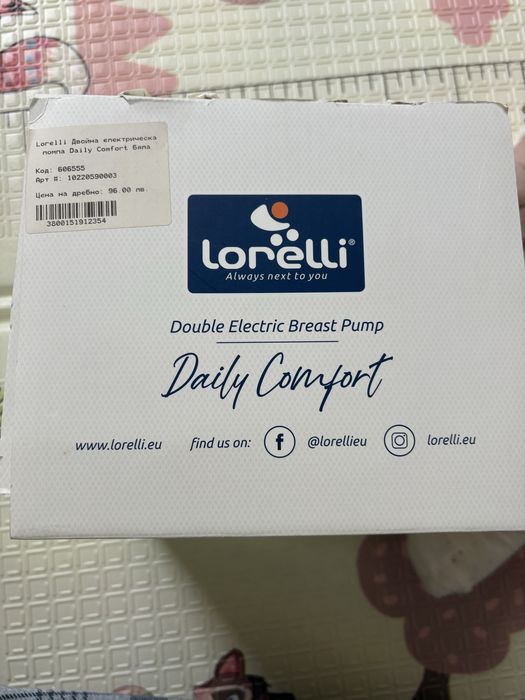 Lorelli Двойна електрическа
помпа Daily Comfort бяла
Код: 606555
Арт #: 10220590003
Цена на дребно: 96.00 лв.
3800151912354
lorelli®
Always next to you
Double Electric Breast Pump
Daily Comfort
www.lorelli.eu find us on: f @lorellieu lorelli.eu